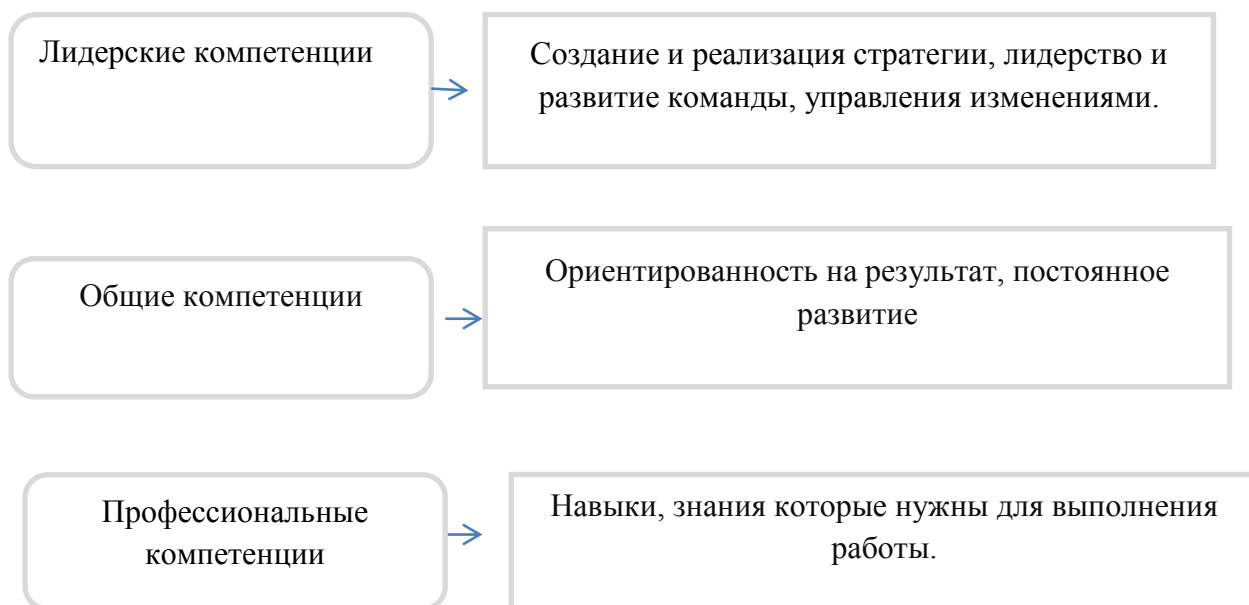 Лидерские компетенции
Создание и реализация стратегии, лидерство и
развитие команды, управления изменениями.
Общие компетенции
Ориентированность на результат, постоянное
развитие
Профессиональные
компетенции
Навыки, знания которые нужны для выполнения
работы.